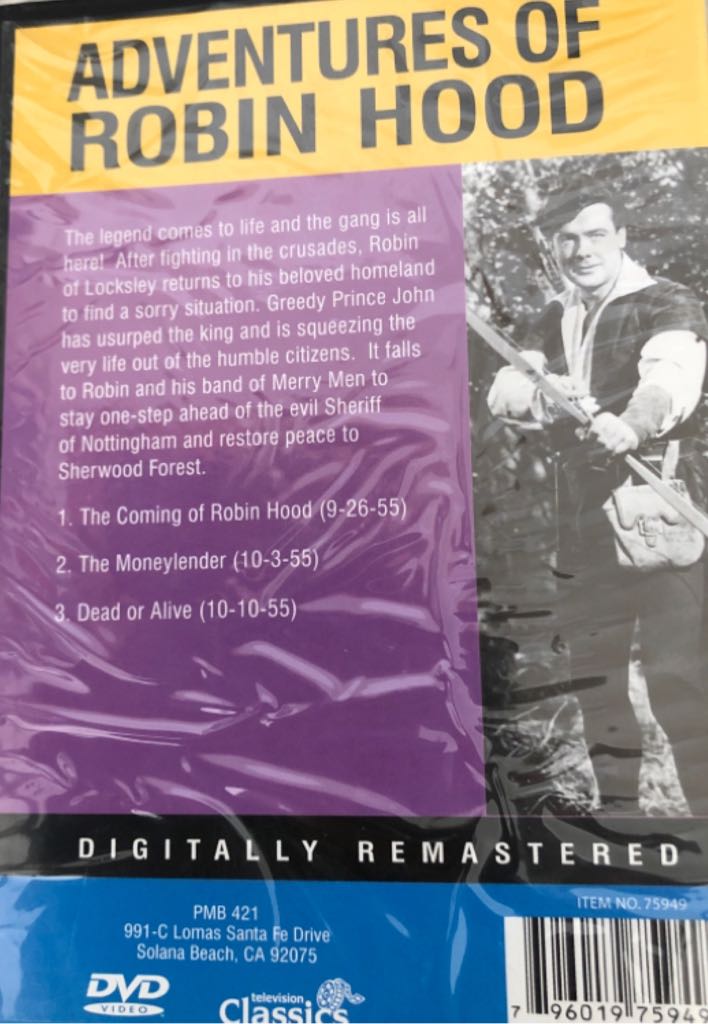 ADVENTURES OF
ROBIN HOOD
The legend comes to life and the gang is all
here! After fighting in the crusades, Robin
of Locksley returns to his beloved homeland
to find a sorry situation. Greedy Prince John
has usurped the king and is squeezing the
very life out of the humble citizens. It falls
to Robin and his band of Merry Men to
stay one-step ahead of the evil Sheriff
of Nottingham and restore peace to
Sherwood Forest.
1. The Coming of Robin Hood (9-26-55)
2. The Moneylender (10-3-55)
3. Dead or Alive (10-10-55)
DIGITALLY REMASTERED
ITEM NO. 75949
PMB 421
991-C Lomas Santa Fe Drive
Solana Beach, CA 92075
DVD
VIDEO
television
Classics
7 96019 75949